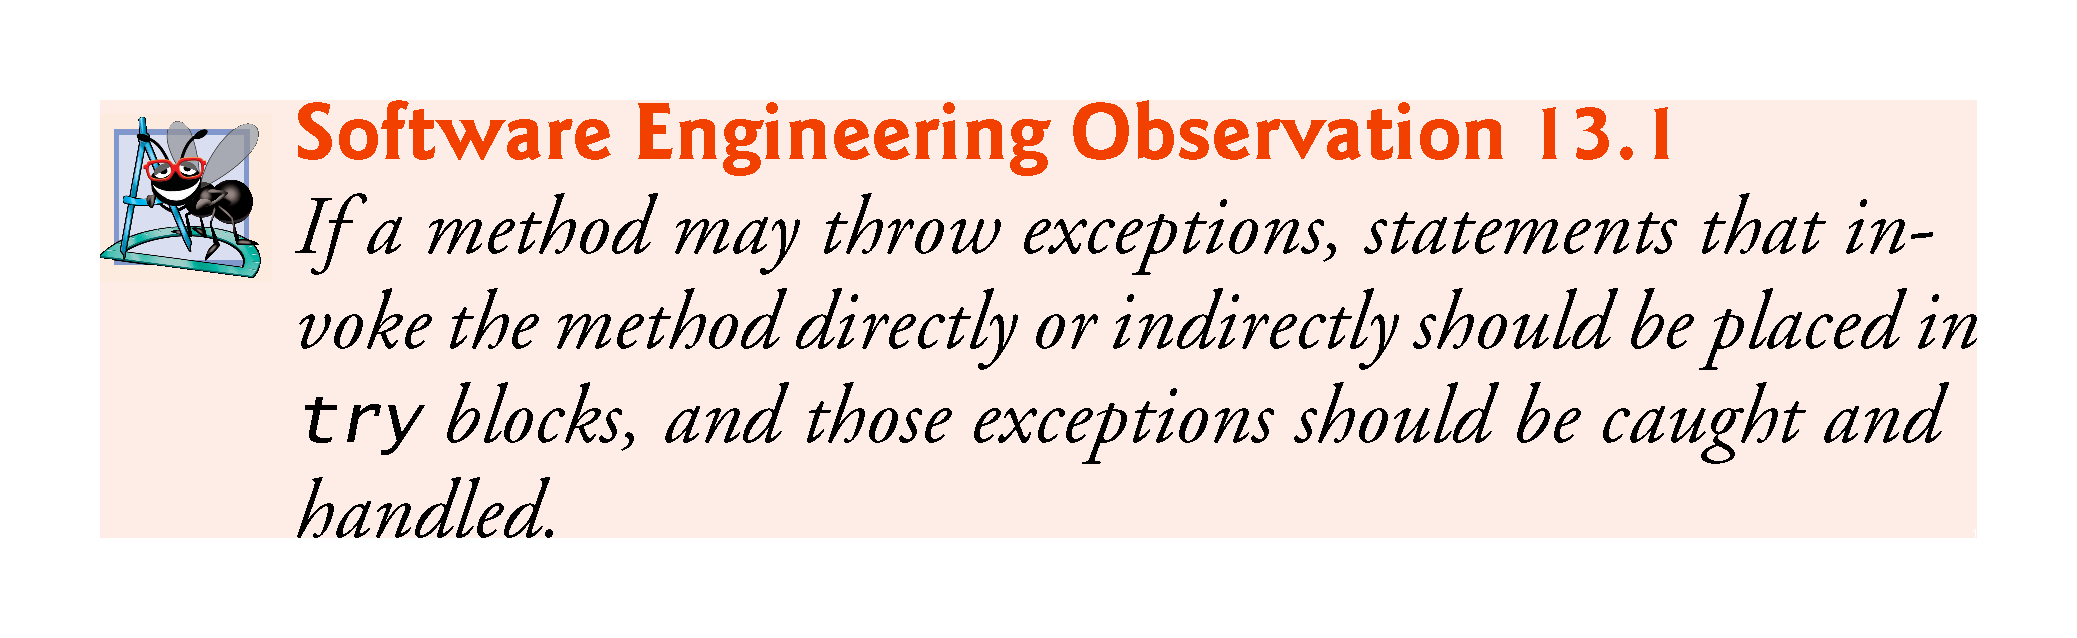 Software Engineering Observation 13.1
If a method may throw exceptions, statements that in-
voke the method directly or indirectly should be placed in
try blocks, and those exceptions should be caught and
handled.